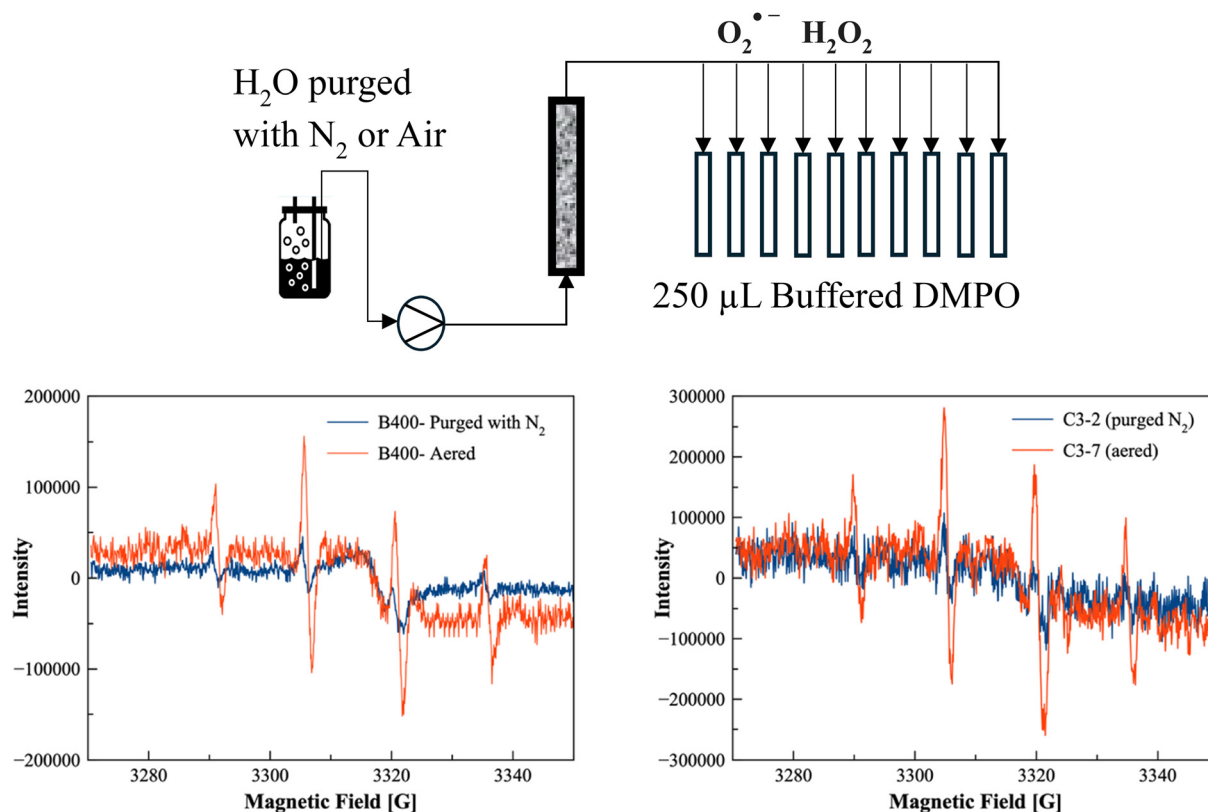 O₂•⁻ H₂O₂
H₂O purged
with N₂ or Air
250 µL Buffered DMPO
200000
100000
0
−100000
−200000
Intensity
B400- Purged with N₂
B400- Aered
3280 3300 3320 3340
Magnetic Field [G]
300000
200000
100000
0
−100000
−200000
−300000
Intensity
C3-2 (purged N₂)
C3-7 (aered)
3280 3300 3320 3340
Magnetic Field [G]